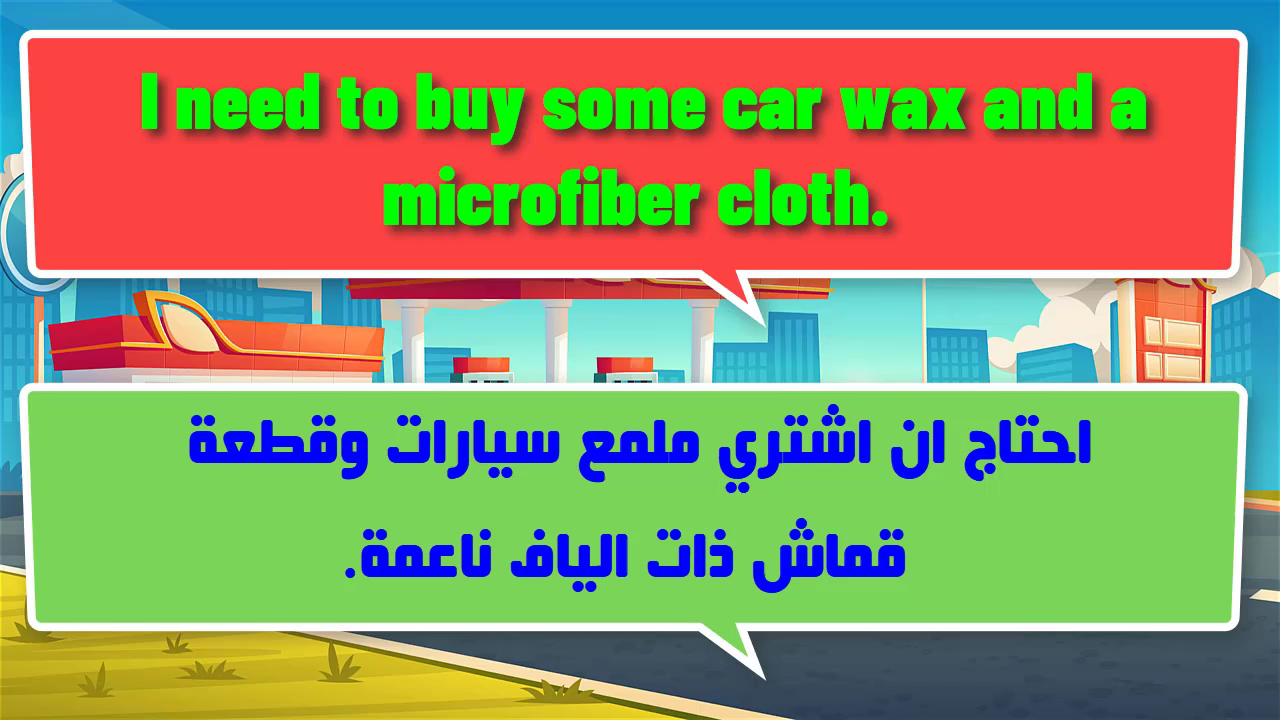 I need to buy some car wax and a
microfiber cloth.
احتاج ان اشتري ملمع سيارات وقطعة
قماش ذات الياف ناعمة.